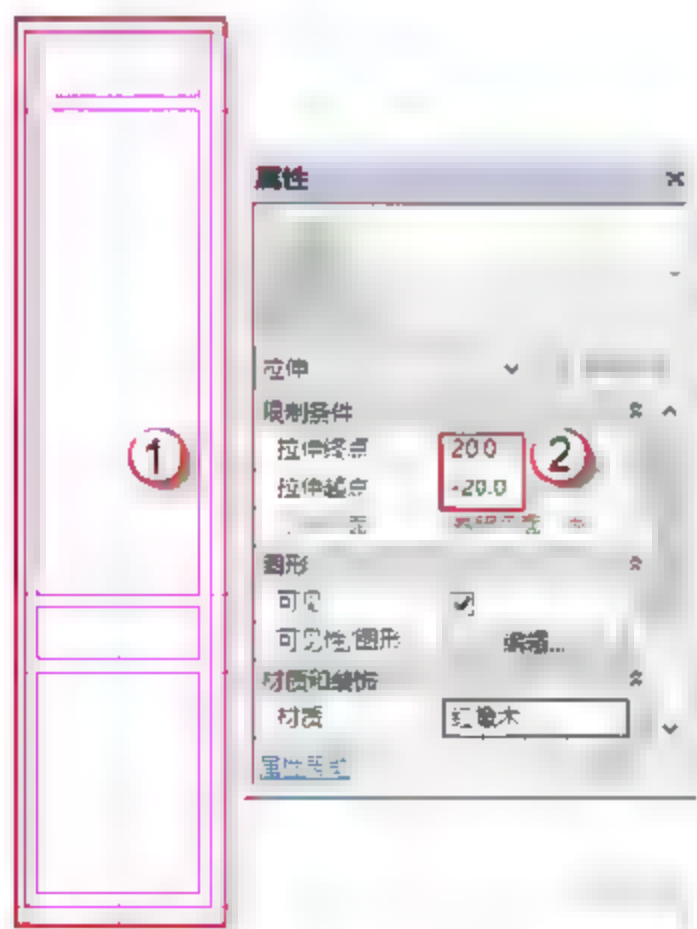 属性
拉伸
限制条件
拉伸终点 20.0
1
2
拉伸起点 -20.0
图形
可见
可见性/图形 编辑...
材质和装饰
材质 红橡木
属性帮助